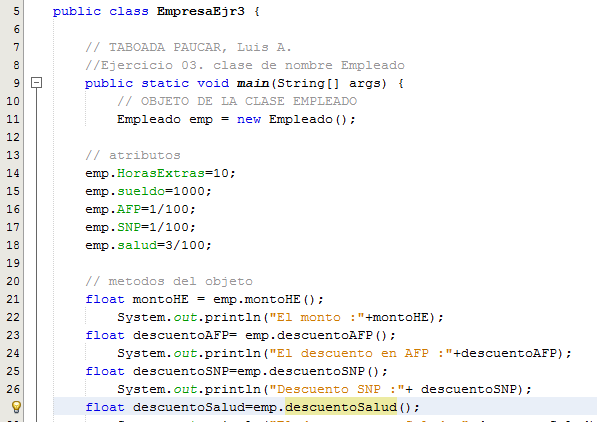 5 public class EmpresaEjr3 {
6
7 // TABOADA PAUCAR, Luis A.
8 //Ejercicio 03. clase de nombre Empleado
9 public static void main(String[] args) {
10 // OBJETO DE LA CLASE EMPLEADO
11 Empleado emp = new Empleado();
12
13 // atributos
14 emp.HorasExtras=10;
15 emp.sueldo=1000;
16 emp.AFP=1/100;
17 emp.SNP=1/100;
18 emp.salud=3/100;
19
20 // metodos del objeto
21 float montoHE = emp.montoHE();
22 System.out.println("El monto :"+montoHE);
23 float descuentoAFP= emp.descuentoAFP();
24 System.out.println("El descuento en AFP :"+descuentoAFP);
25 float descuentoSNP=emp.descuentoSNP();
26 System.out.println("Descuento SNP :"+ descuentoSNP);
float descuentoSalud=emp.descuentoSalud();